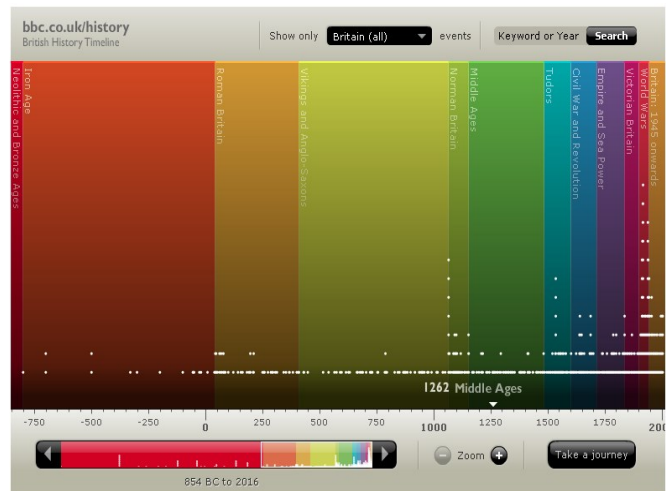 bbc.co.uk/history
British History Timeline
Show only Britain (all) events Keyword or Year Search
Neolithic and Bronze Ages
Iron Age
Roman Britain
Vikings and Anglo-Saxons
Norman Britain
Middle Ages
Tudors
Civil War and Revolution
Empire and Sea Power
Victorian Britain
World Wars
Britain: 1945 onwards
1262 Middle Ages
-750 -500 -250 0 250 500 750 1000 1250 1500 1750 200
Zoom Take a journey
854 BC to 2016